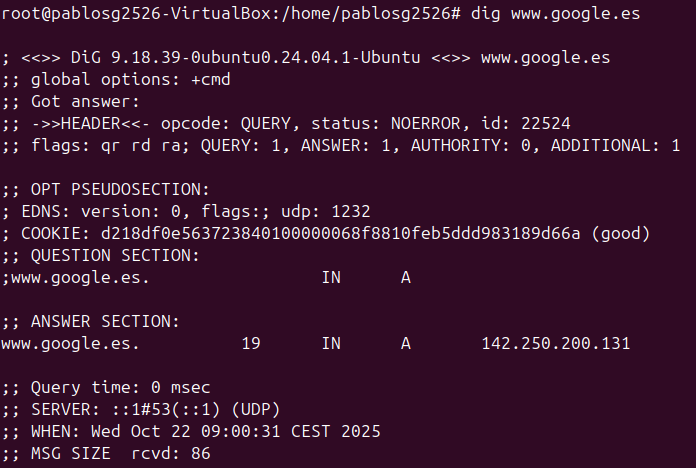 root@pablosg2526-VirtualBox:/home/pablosg2526# dig www.google.es

; <<>> DiG 9.18.39-0ubuntu0.24.04.1-Ubuntu <<>> www.google.es
;; global options: +cmd
;; Got answer:
;; ->>HEADER<<- opcode: QUERY, status: NOERROR, id: 22524
;; flags: qr rd ra; QUERY: 1, ANSWER: 1, AUTHORITY: 0, ADDITIONAL: 1

;; OPT PSEUDOSECTION:
; EDNS: version: 0, flags:; udp: 1232
; COOKIE: d218df0e563723840100000068f8810feb5ddd983189d66a (good)
;; QUESTION SECTION:
;www.google.es.			IN	A

;; ANSWER SECTION:
www.google.es.		19	IN	A	142.250.200.131

;; Query time: 0 msec
;; SERVER: ::1#53(::1) (UDP)
;; WHEN: Wed Oct 22 09:00:31 CEST 2025
;; MSG SIZE  rcvd: 86